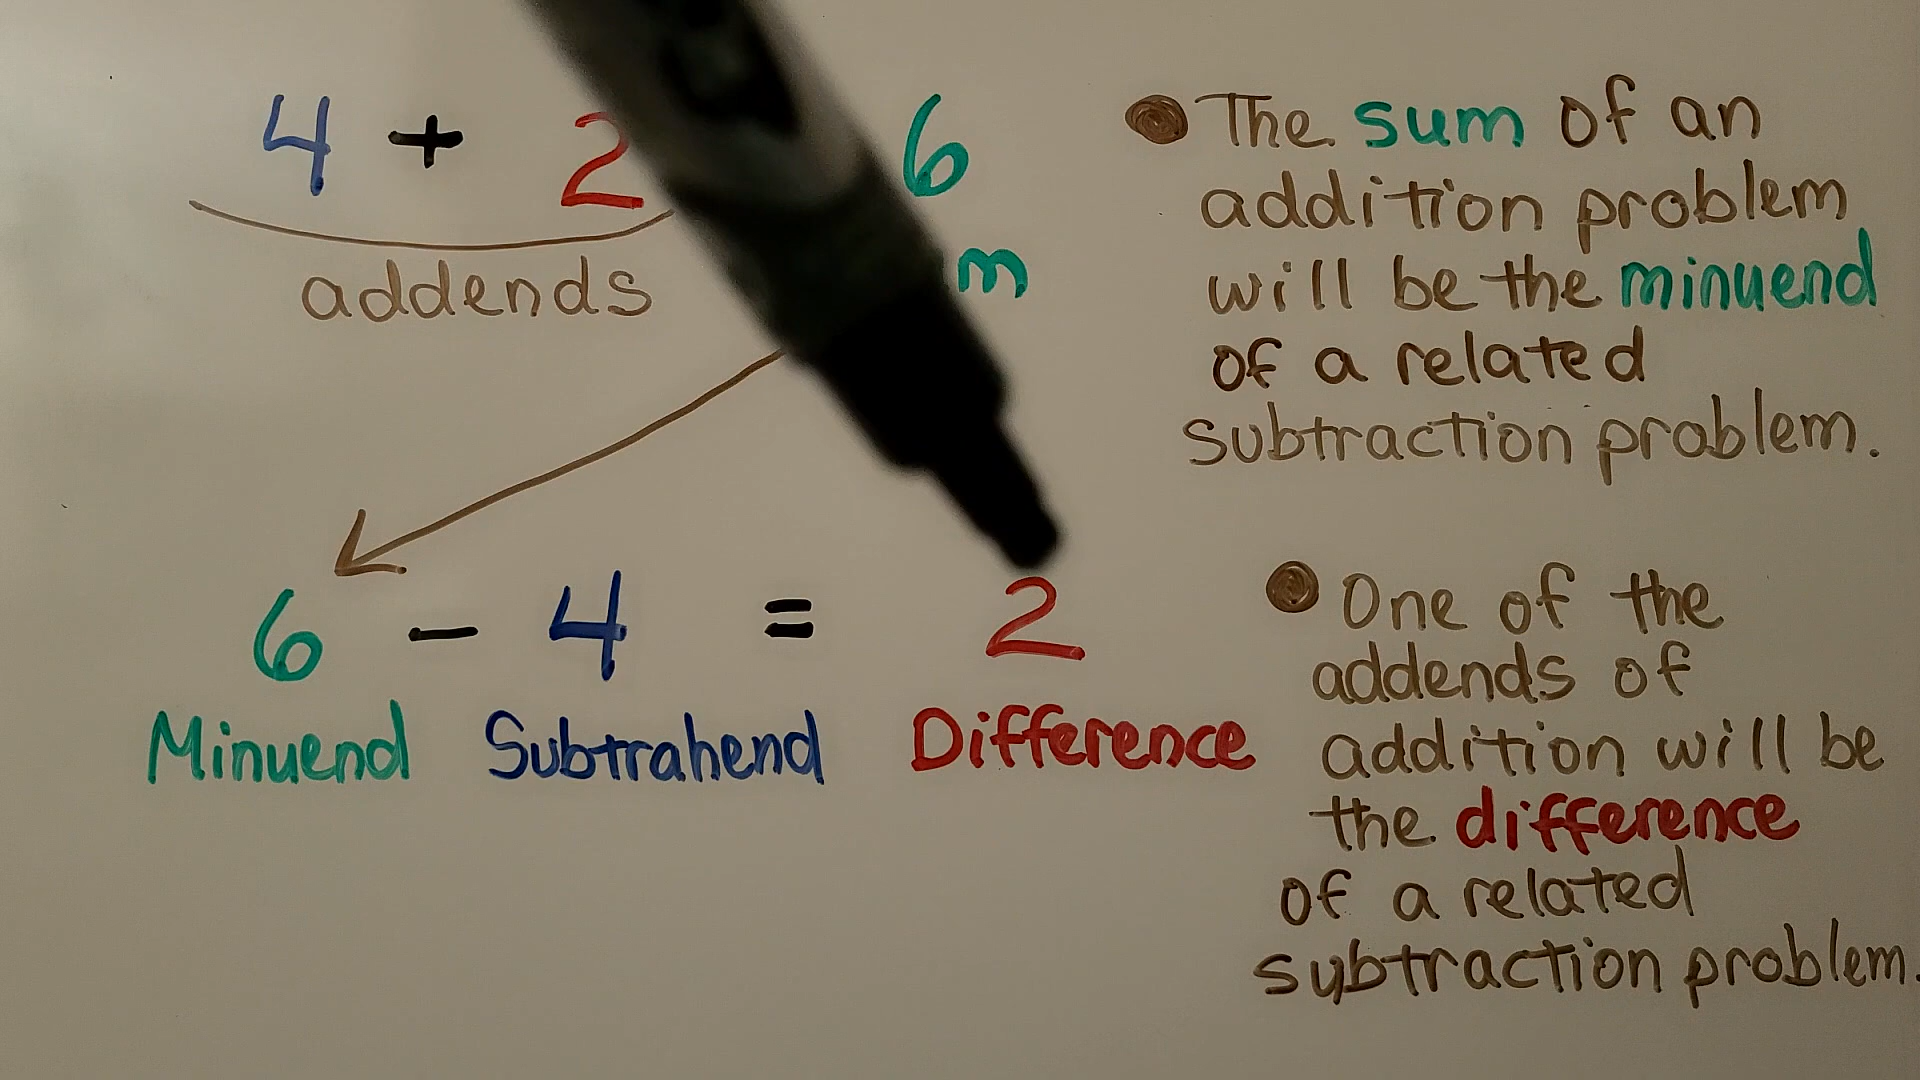 4 + 2 6
addends m
6 - 4 = 2
Minuend Subtrahend Difference
The sum of an
addition problem
will be the minuend
of a related
subtraction problem.
One of the
addends of
addition will be
the difference
of a related
subtraction problem.